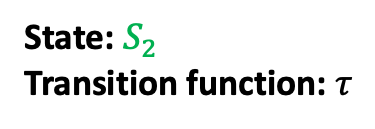 State: S₂
Transition function: τ